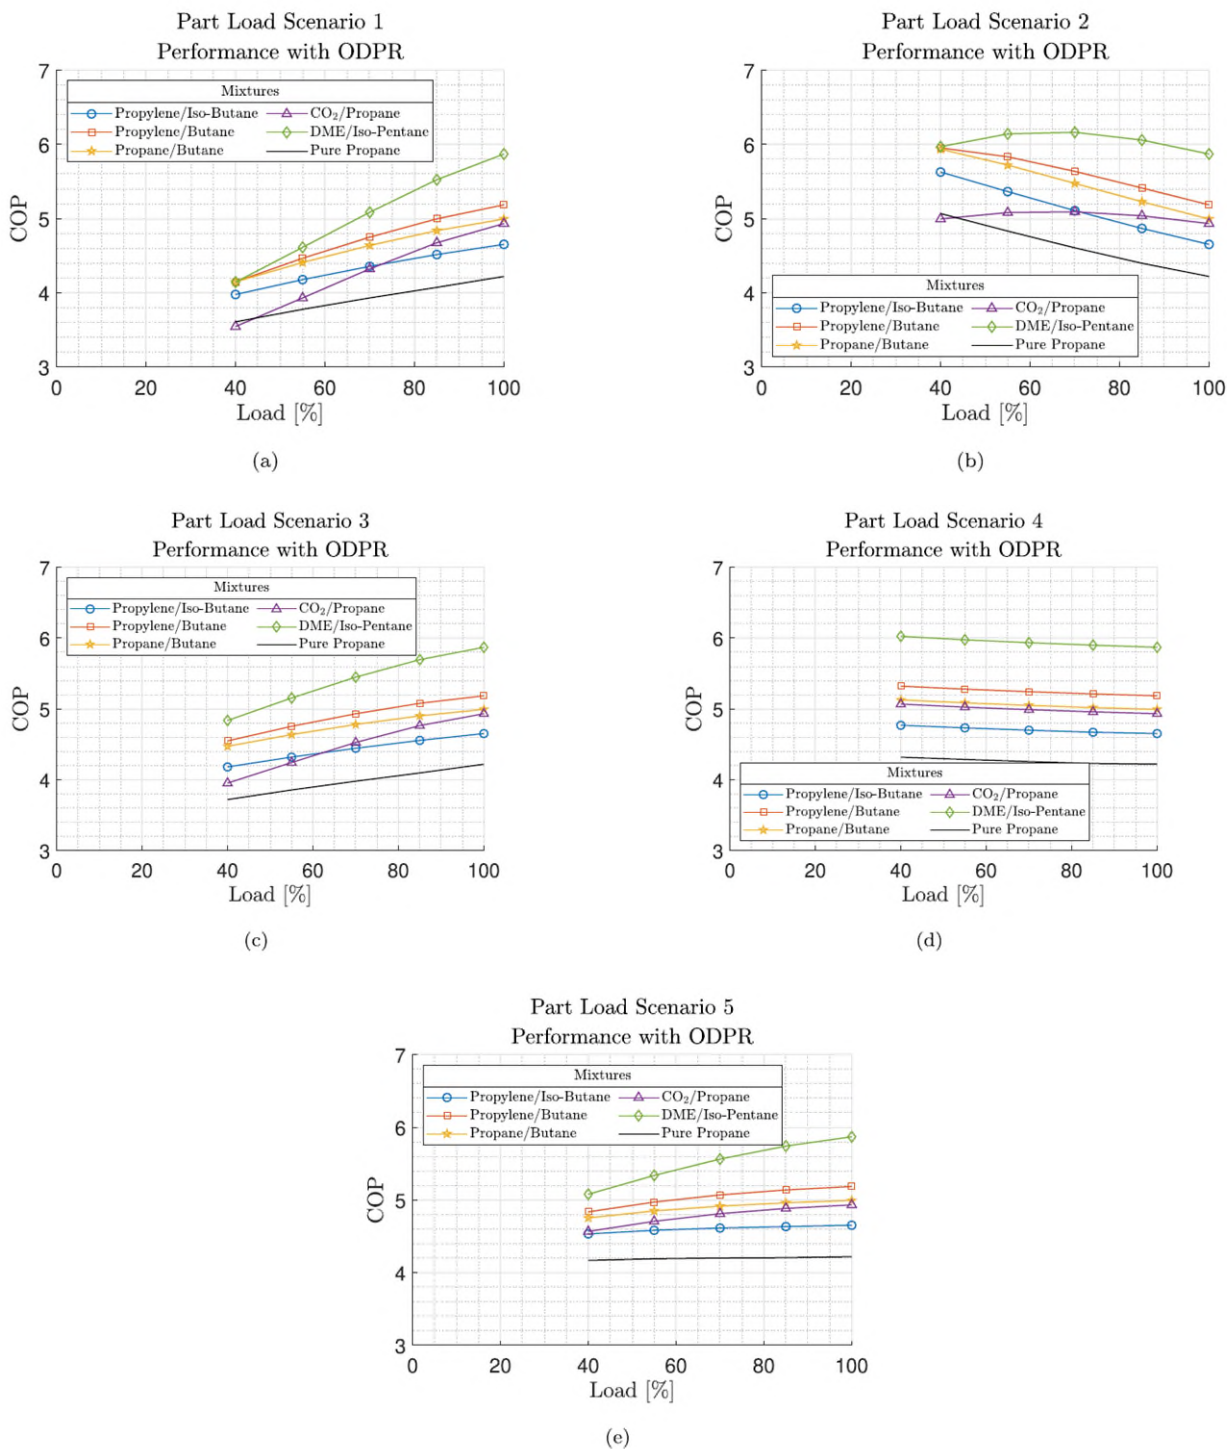 Part Load Scenario 1
Performance with ODPR
7
6
5
4
3
COP
Mixtures
Propylene/Iso-Butane
CO₂/Propane
Propylene/Butane
DME/Iso-Pentane
Propane/Butane
Pure Propane
0 20 40 60 80 100
Load [%]
(a)
Part Load Scenario 2
Performance with ODPR
7
6
5
4
3
COP
Mixtures
Propylene/Iso-Butane
CO₂/Propane
Propylene/Butane
DME/Iso-Pentane
Propane/Butane
Pure Propane
0 20 40 60 80 100
Load [%]
(b)
Part Load Scenario 3
Performance with ODPR
7
6
5
4
3
COP
Mixtures
Propylene/Iso-Butane
CO₂/Propane
Propylene/Butane
DME/Iso-Pentane
Propane/Butane
Pure Propane
0 20 40 60 80 100
Load [%]
(c)
Part Load Scenario 4
Performance with ODPR
7
6
5
4
3
COP
Mixtures
Propylene/Iso-Butane
CO₂/Propane
Propylene/Butane
DME/Iso-Pentane
Propane/Butane
Pure Propane
0 20 40 60 80 100
Load [%]
(d)
Part Load Scenario 5
Performance with ODPR
7
6
5
4
3
COP
Mixtures
Propylene/Iso-Butane
CO₂/Propane
Propylene/Butane
DME/Iso-Pentane
Propane/Butane
Pure Propane
0 20 40 60 80 100
Load [%]
(e)